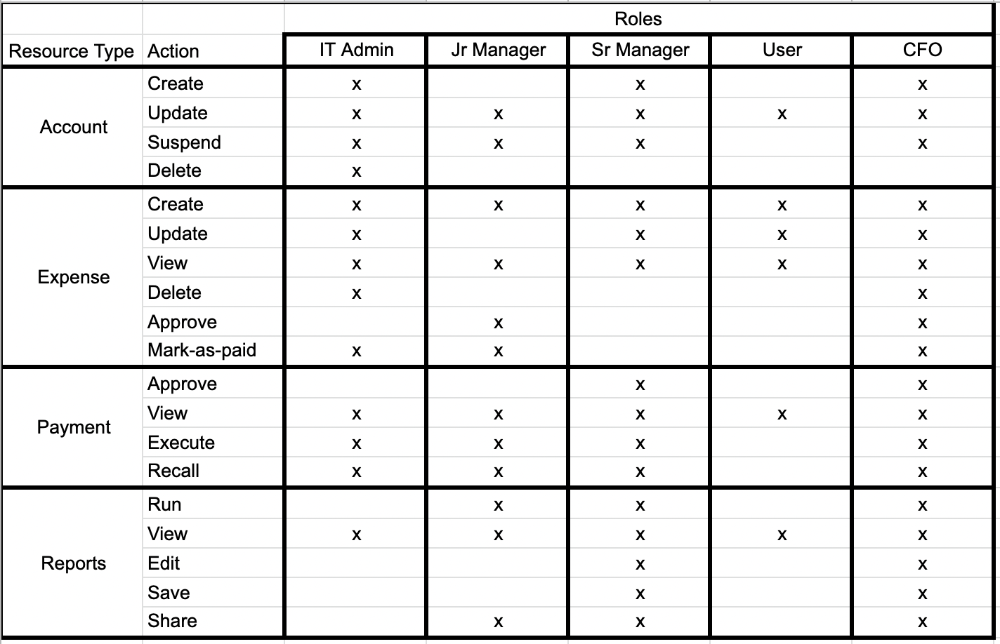 Roles
Resource Type Action IT Admin Jr Manager Sr Manager User CFO
Account
Create x x x
Update x x x x x
Suspend x x x x
Delete x
Expense
Create x x x x x
Update x x x x
View x x x x x
Delete x x
Approve x x
Mark-as-paid x x x
Payment
Approve x x
View x x x x x
Execute x x x x
Recall x x x x
Reports
Run x x x
View x x x x x
Edit x x
Save x x
Share x x x